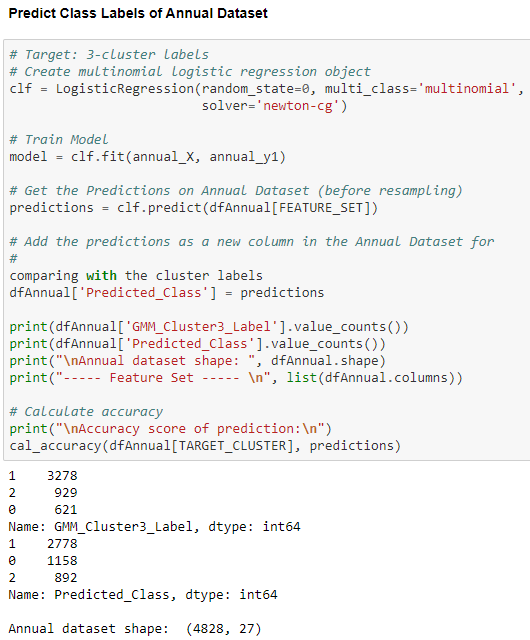 Predict Class Labels of Annual Dataset
# Target: 3-cluster labels
# Create multinomial logistic regression object
clf = LogisticRegression(random_state=0, multi_class='multinomial',
                         solver='newton-cg')
# Train Model
model = clf.fit(annual_X, annual_y1)
# Get the Predictions on Annual Dataset (before resampling)
predictions = clf.predict(dfAnnual[FEATURE_SET])
# Add the predictions as a new column in the Annual Dataset for
#
comparing with the cluster labels
dfAnnual['Predicted_Class'] = predictions
print(dfAnnual['GMM_Cluster3_Label'].value_counts())
print(dfAnnual['Predicted_Class'].value_counts())
print("\nAnnual dataset shape: ", dfAnnual.shape)
print("----- Feature Set ----- \n", list(dfAnnual.columns))
# Calculate accuracy
print("\nAccuracy score of prediction:\n")
cal_accuracy(dfAnnual[TARGET_CLUSTER], predictions)
1    3278
2     929
0     621
Name: GMM_Cluster3_Label, dtype: int64
1    2778
0    1158
2     892
Name: Predicted_Class, dtype: int64
Annual dataset shape:  (4828, 27)